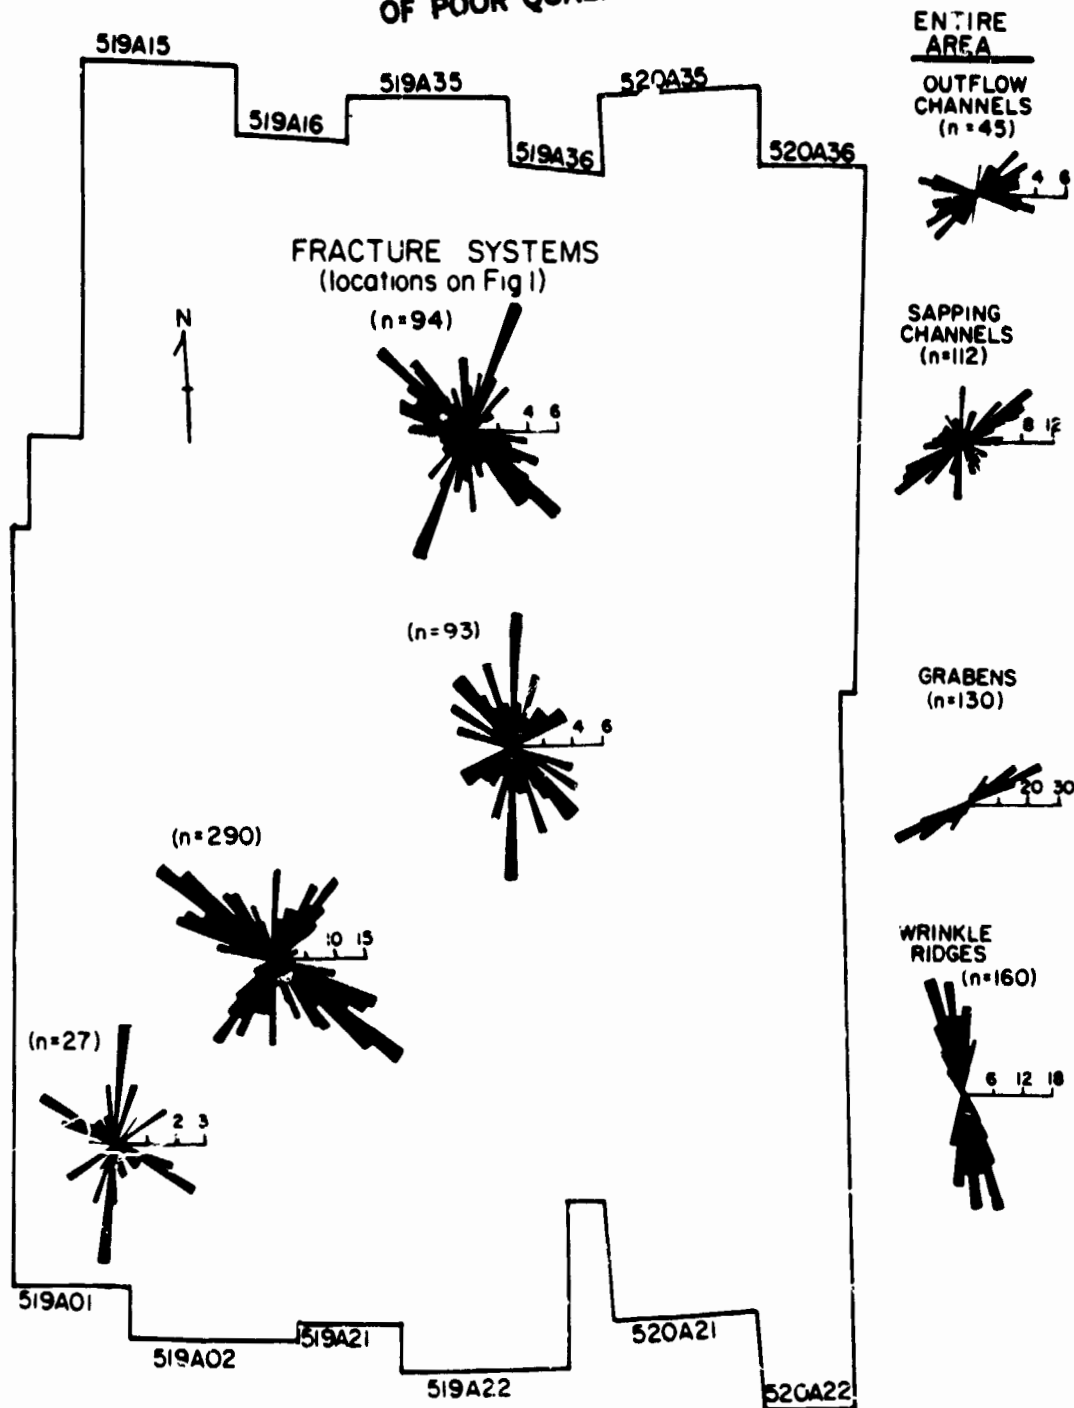 OF POOR
ENTIRE
AREA
519A15
519A35
520A35
519A16
519A36
520A36
OUTFLOW
CHANNELS
(n=45)
4 6
FRACTURE SYSTEMS
(locations on Fig 1)
N
(n=94)
4 6
SAPPING
CHANNELS
(n=112)
8 12
(n=93)
4 6
GRABENS
(n=130)
20 30
(n=290)
10 15
WRINKLE
RIDGES
(n=160)
6 12 18
(n=27)
2 3
519A01
519A02
519A21
519A22
520A21
520A22